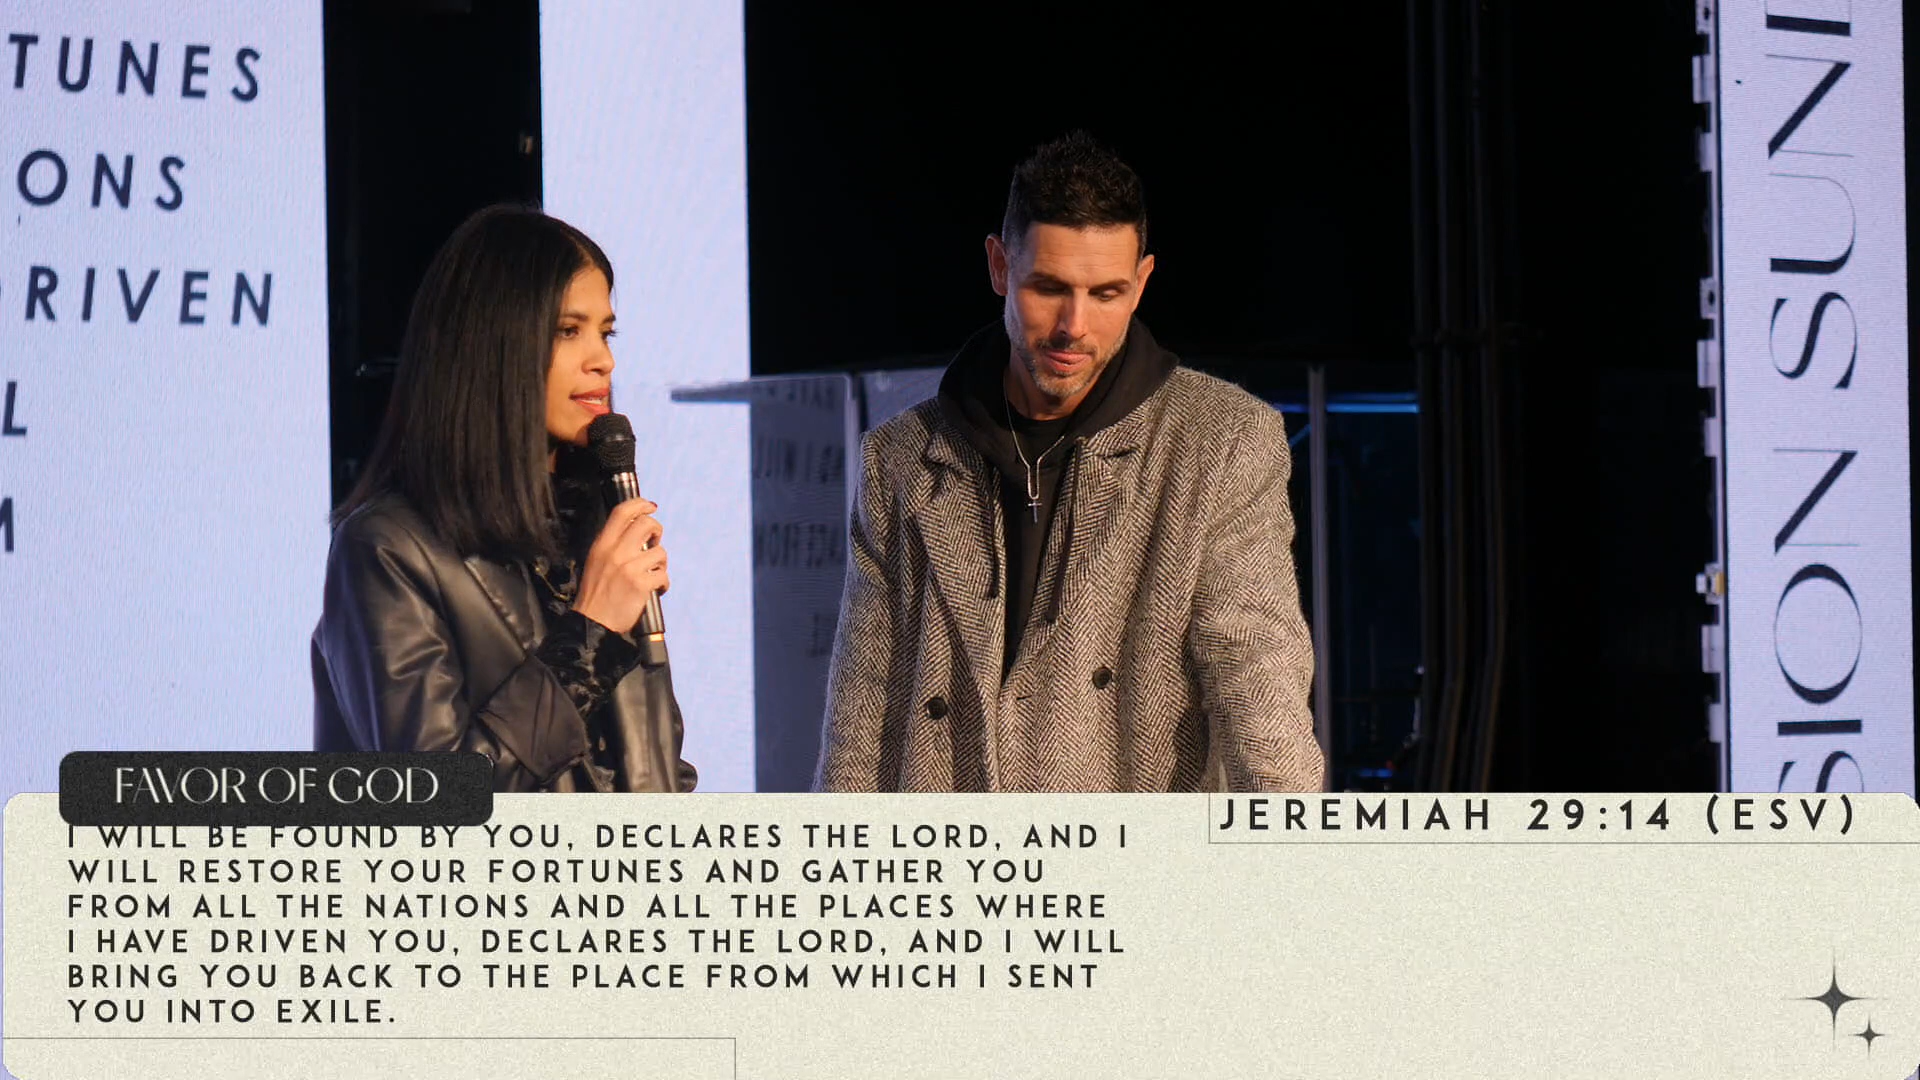 TUNES
ONS
RIVEN
L
SION SUN
FAVOR OF GOD
JEREMIAH 29:14 (ESV)
I WILL BE FOUND BY YOU, DECLARES THE LORD, AND I
WILL RESTORE YOUR FORTUNES AND GATHER YOU
FROM ALL THE NATIONS AND ALL THE PLACES WHERE
I HAVE DRIVEN YOU, DECLARES THE LORD, AND I WILL
BRING YOU BACK TO THE PLACE FROM WHICH I SENT
YOU INTO EXILE.